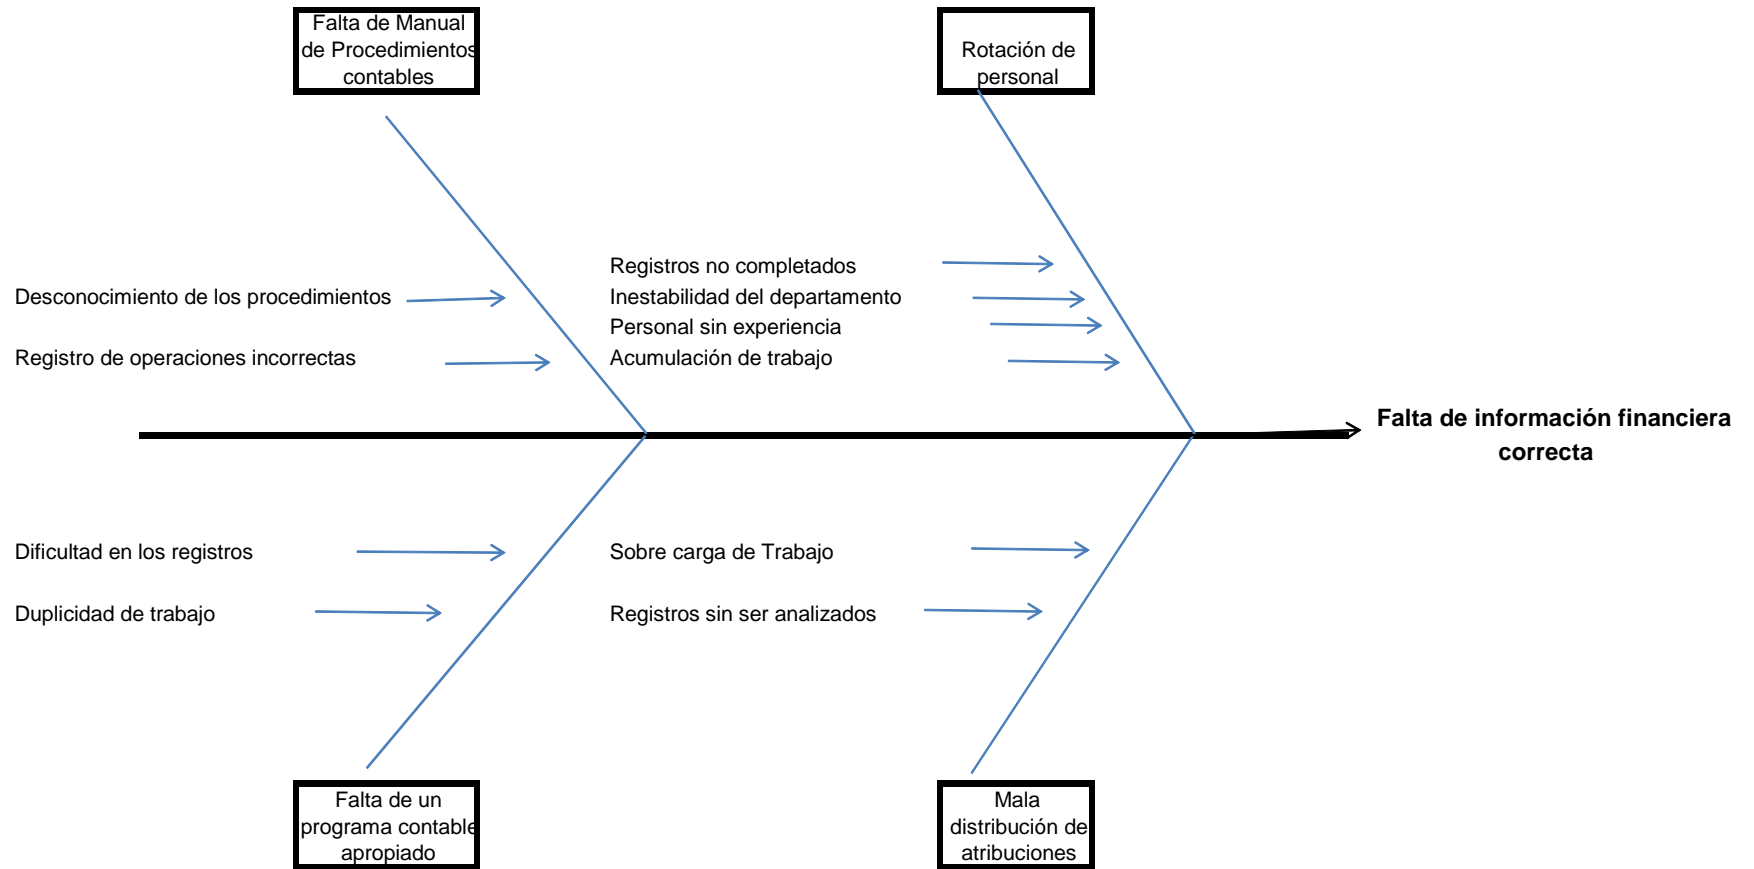 Falta de Manual
de Procedimientos
contables
Rotación de
personal
Registros no completados
Desconocimiento de los procedimientos
Inestabilidad del departamento
Personal sin experiencia
Registro de operaciones incorrectas
Acumulación de trabajo
Falta de información financiera
correcta
Dificultad en los registros
Sobre carga de Trabajo
Duplicidad de trabajo
Registros sin ser analizados
Falta de un
programa contable
apropiado
Mala
distribución de
atribuciones